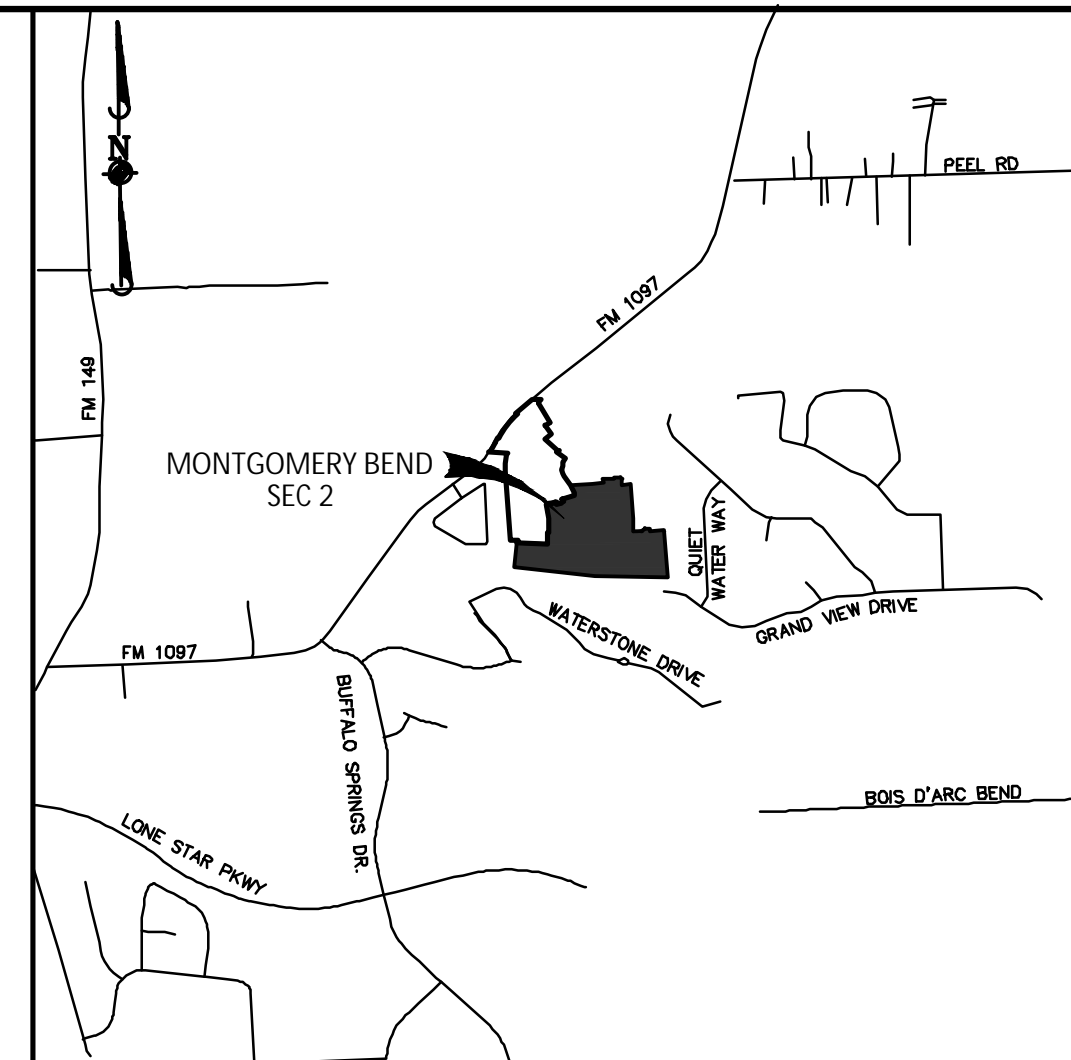 N
PEEL RD
FM 1097
FM 149
MONTGOMERY BEND
SEC 2
QUIET
WATER WAY
WATERSTONE DRIVE
GRAND VIEW DRIVE
FM 1097
BUFFALO SPRINGS DR.
BOIS D'ARC BEND
LONE STAR PKWY